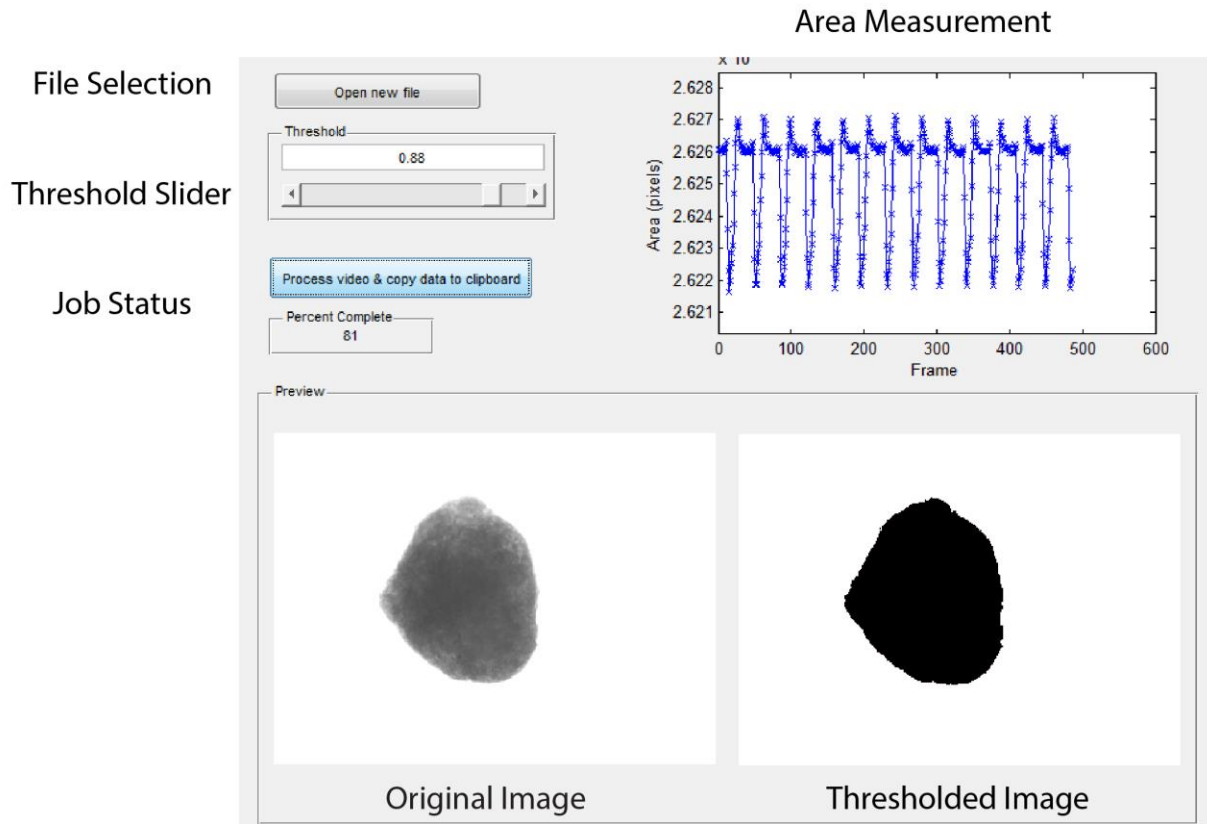 Area Measurement
File Selection
Open new file
Threshold
0.88
Threshold Slider
Process video & copy data to clipboard
Job Status
Percent Complete
81
x 10
2.628
2.627
2.626
2.625
2.624
2.623
2.622
2.621
Area (pixels)
0 100 200 300 400 500 600
Frame
Preview
Original Image
Thresholded Image